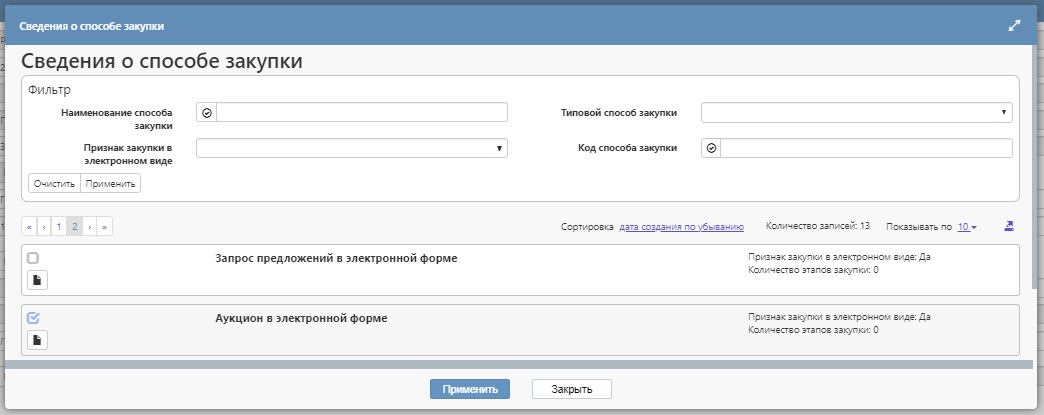 Сведения о способе закупки
Сведения о способе закупки
Фильтр
Наименование способа закупки
Типовой способ закупки
Признак закупки в электронном виде
Код способа закупки
Очистить Применить
« ‹ 1 2 › »
Сортировка дата создания по убыванию Количество записей: 13 Показывать по 10
Запрос предложений в электронной форме
Признак закупки в электронном виде: Да
Количество этапов закупки: 0
Аукцион в электронной форме
Признак закупки в электронном виде: Да
Количество этапов закупки: 0
Применить Закрыть